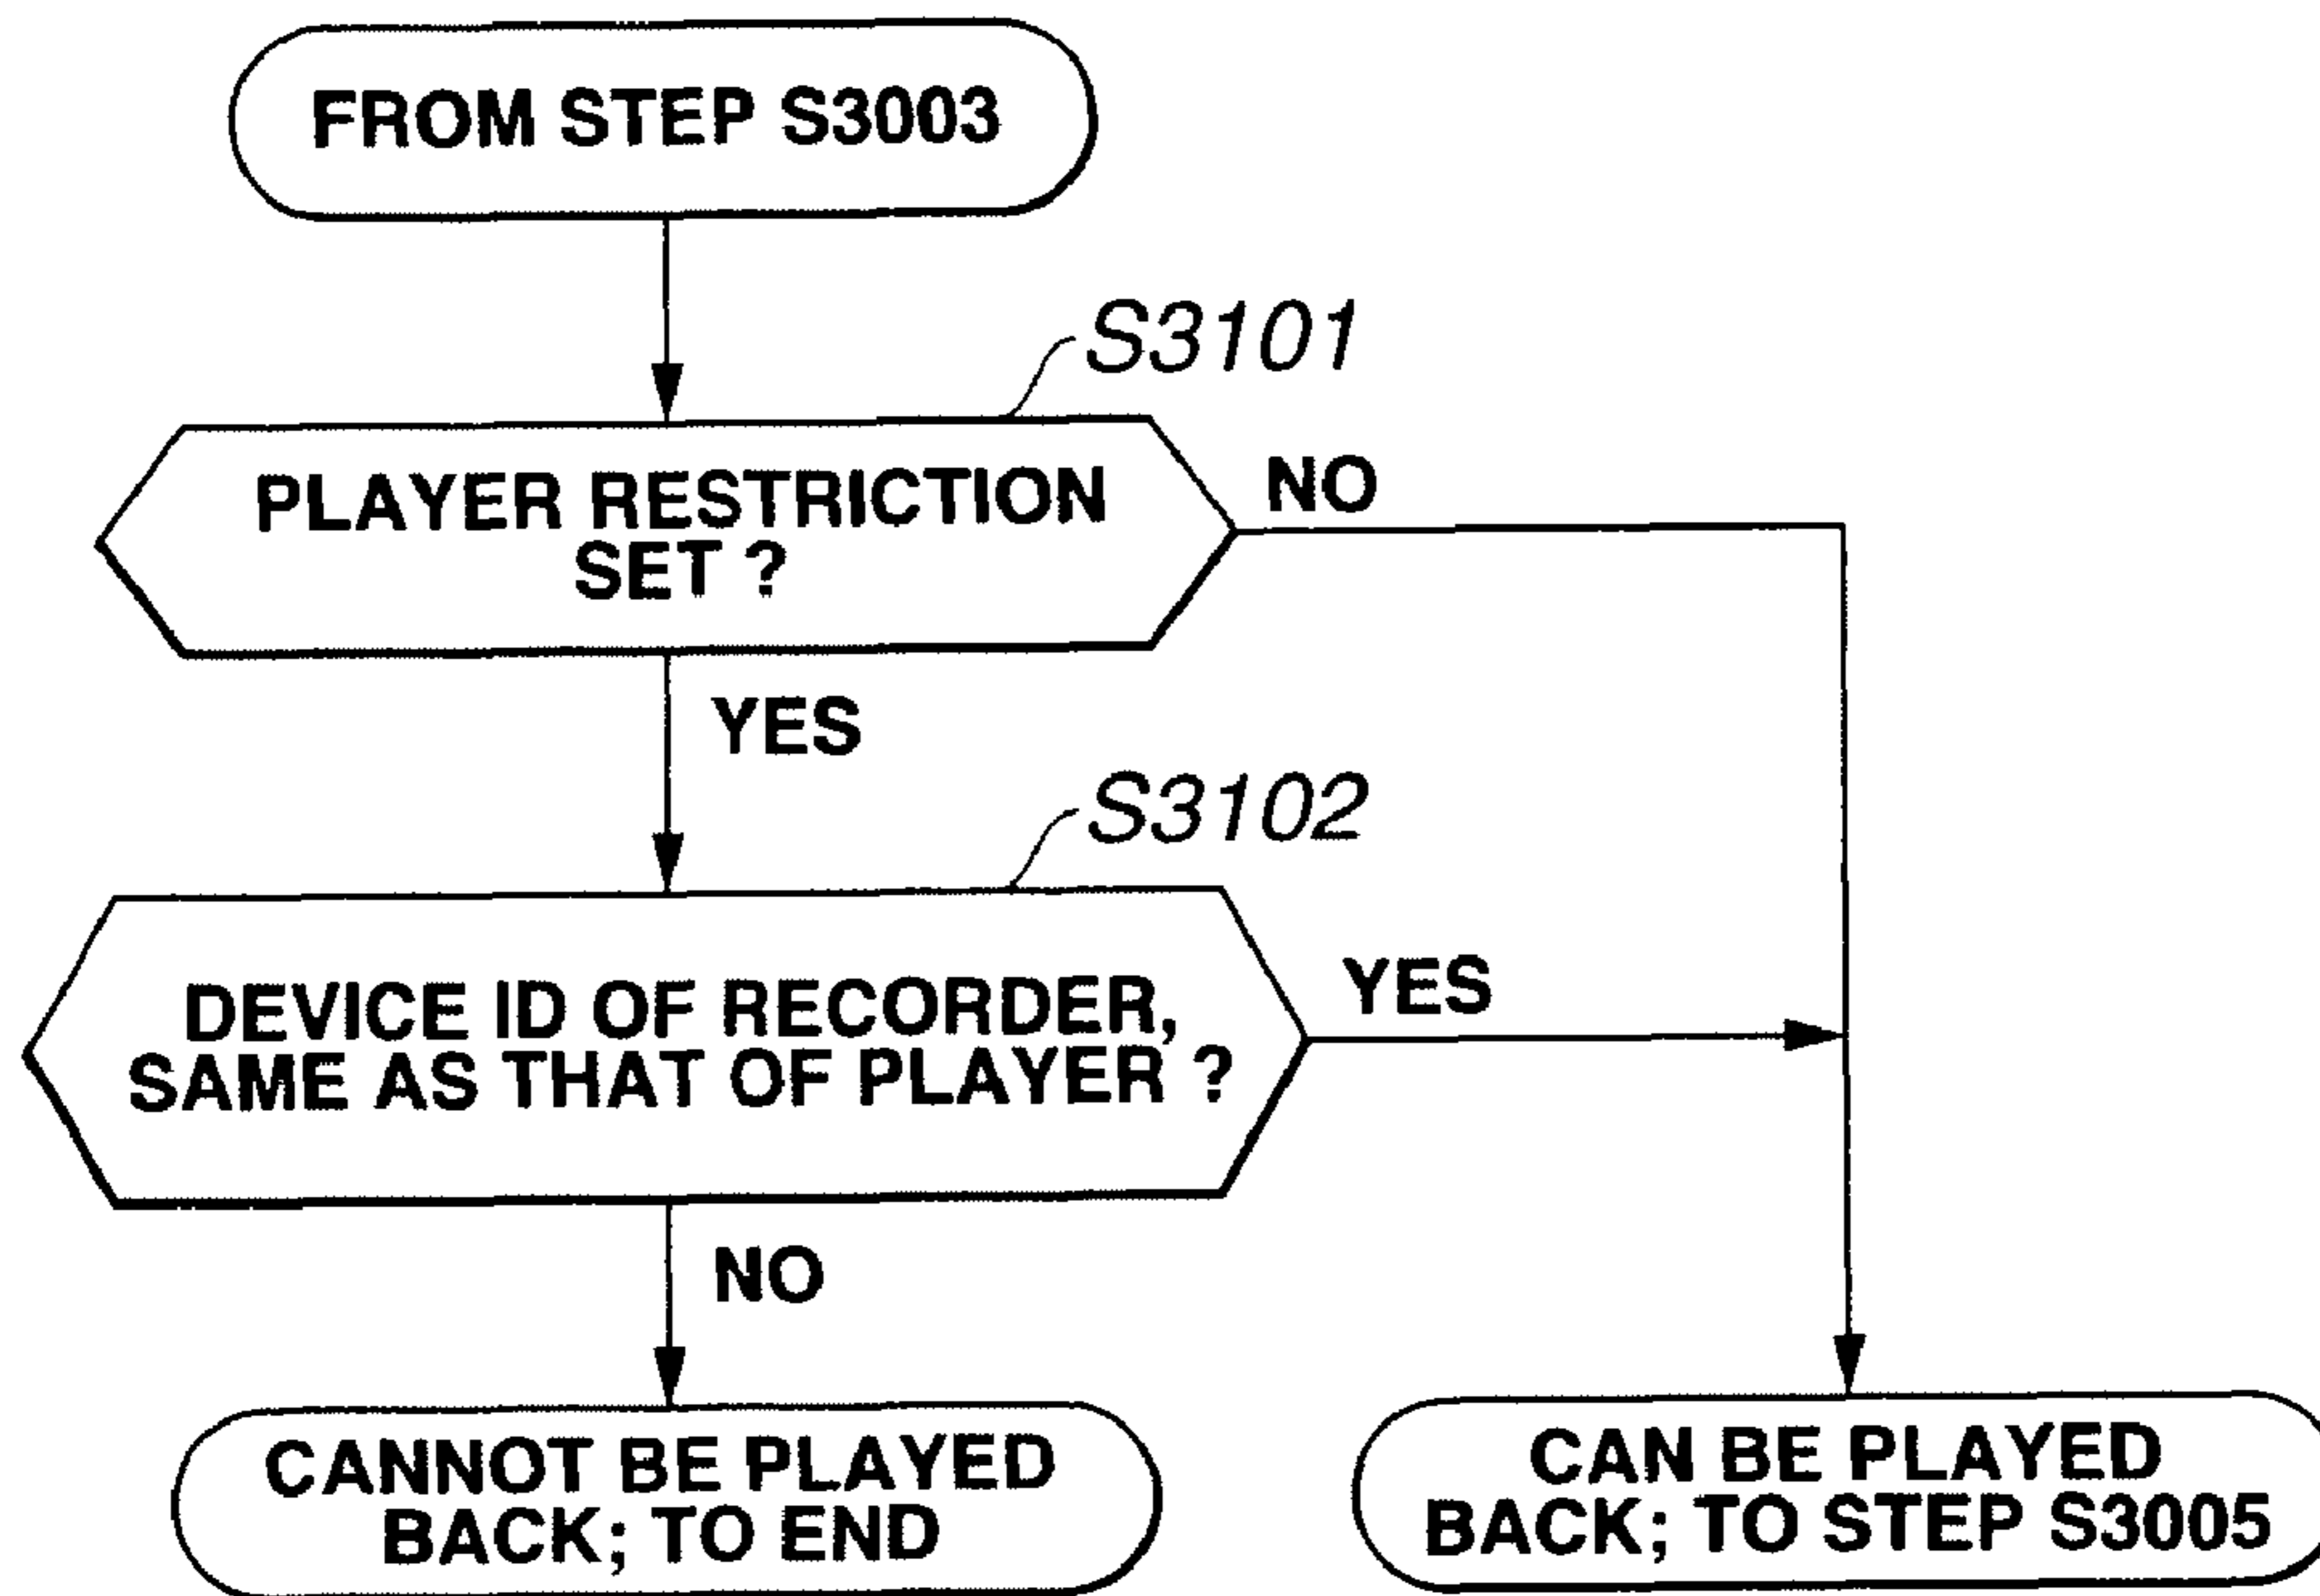 FROM STEP S3003
S3101
PLAYER RESTRICTION
SET ?
NO
YES
S3102
DEVICE ID OF RECORDER,
SAME AS THAT OF PLAYER ?
YES
NO
CANNOT BE PLAYED
BACK; TO END
CAN BE PLAYED
BACK; TO STEP S3005